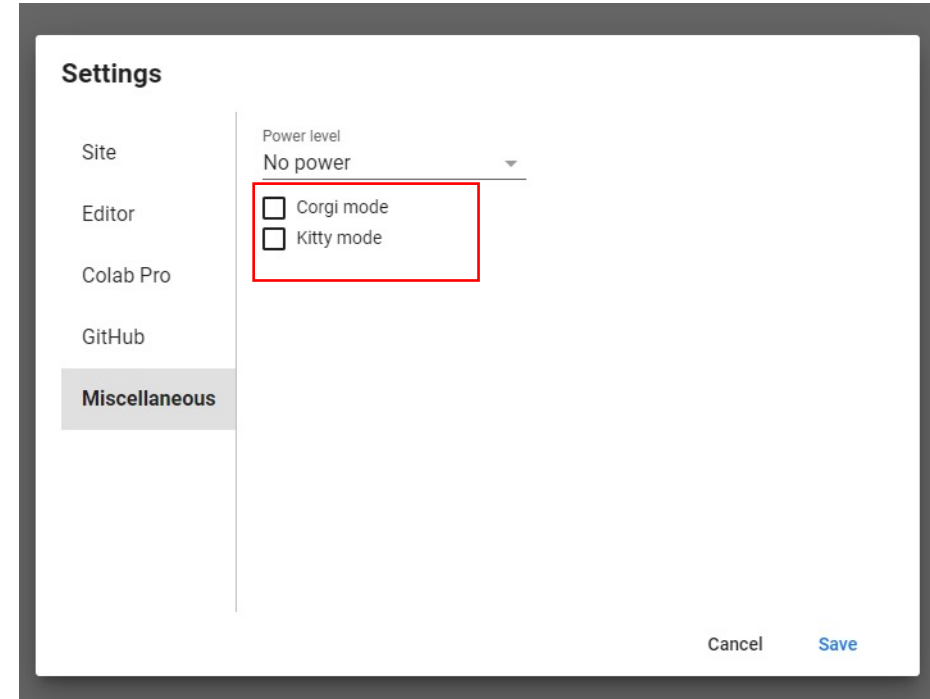 Settings
Site
Editor
Colab Pro
GitHub
Miscellaneous
Power level
No power
Corgi mode
Kitty mode
Cancel
Save